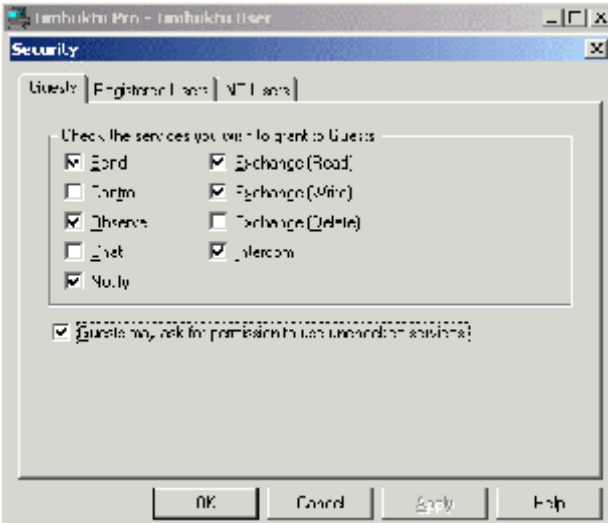 Timbuktu Pro - Timbuktu User
Security
Guests Registered Users NT Users
Check the services you wish to grant to Guests
Send Exchange (Read)
Control Exchange (Write)
Observe Exchange (Delete)
Chat Intercom
Notify
Guests may ask for permission to use unchecked services
OK Cancel Apply Help